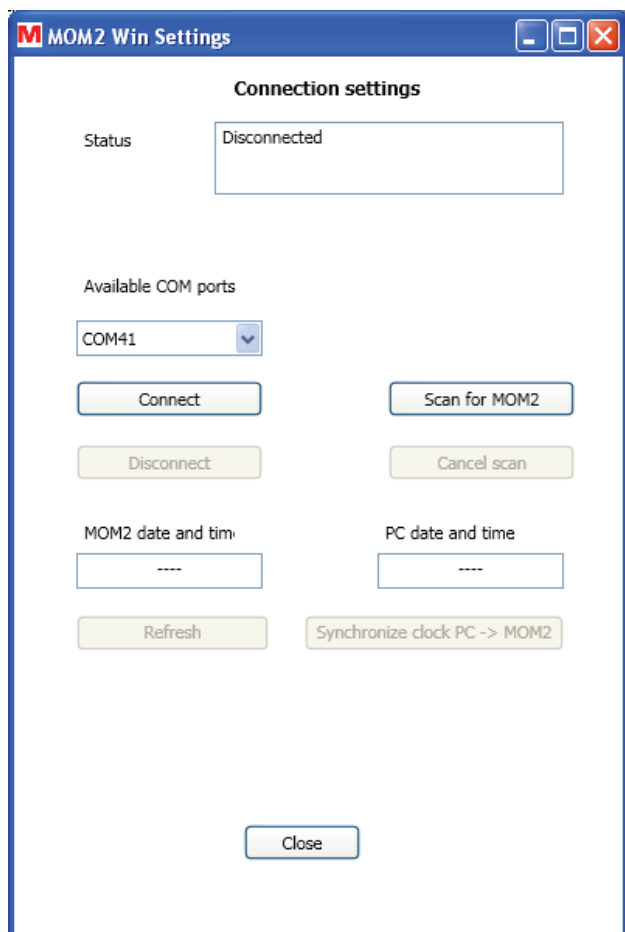 M MOM2 Win Settings
Connection settings
Status
Disconnected
Available COM ports
COM41
Connect
Scan for MOM2
Disconnect
Cancel scan
MOM2 date and tim
PC date and time
----
----
Refresh
Synchronize clock PC -> MOM2
Close